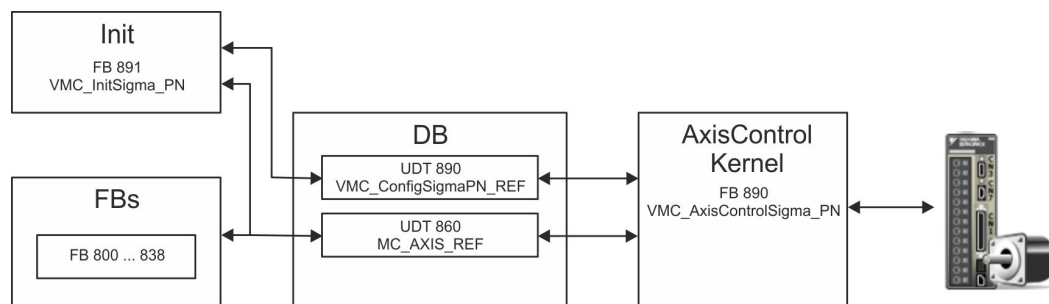 Init
FB 891
VMC_InitSigma_PN
FBs
FB 800 ... 838
DB
UDT 890
VMC_ConfigSigmaPN_REF
UDT 860
MC_AXIS_REF
AxisControl
Kernel
FB 890
VMC_AxisControlSigma_PN